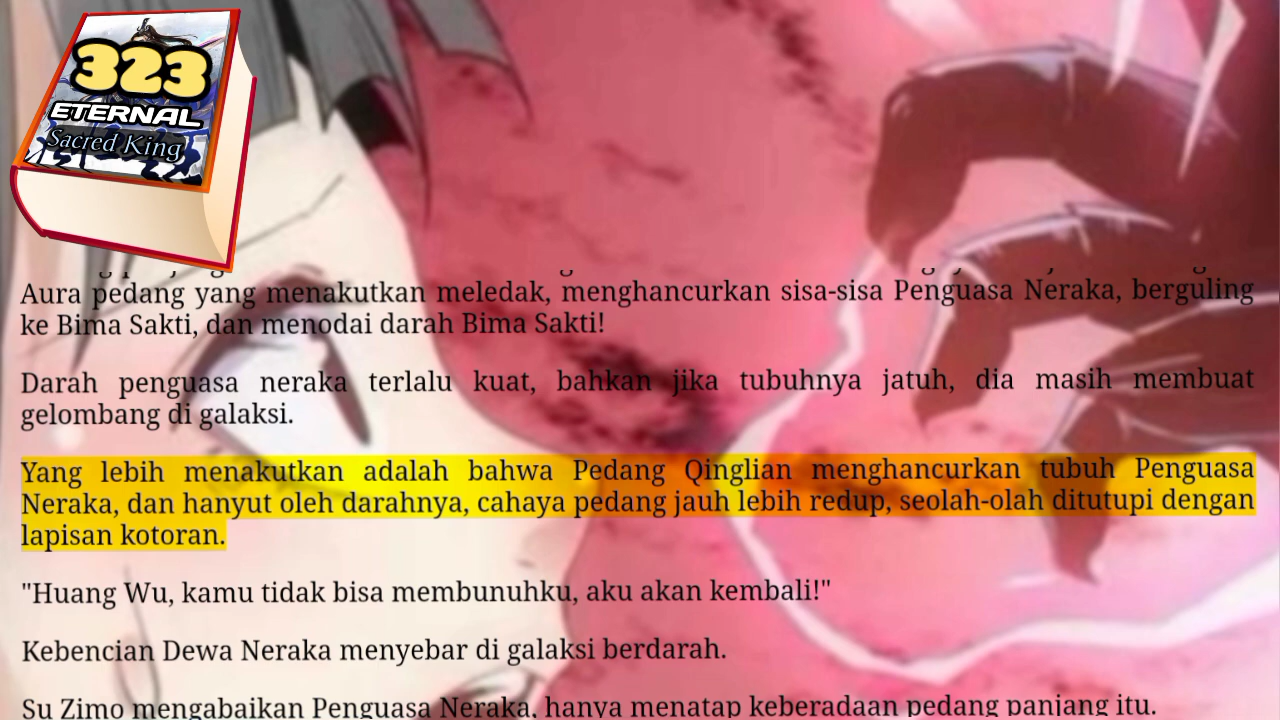 323
ETERNAL
Sacred King
Aura pedang yang menakutkan meledak, menghancurkan sisa-sisa Penguasa Neraka, berguling
ke Bima Sakti, dan menodai darah Bima Sakti!
Darah penguasa neraka terlalu kuat, bahkan jika tubuhnya jatuh, dia masih membuat
gelombang di galaksi.
Yang lebih menakutkan adalah bahwa Pedang Qinglian menghancurkan tubuh Penguasa
Neraka, dan hanyut oleh darahnya, cahaya pedang jauh lebih redup, seolah-olah ditutupi dengan
lapisan kotoran.
"Huang Wu, kamu tidak bisa membunuhku, aku akan kembali!"
Kebencian Dewa Neraka menyebar di galaksi berdarah.
Su Zimo mengabaikan Penguasa Neraka, hanya menatap keberadaan pedang panjang itu.